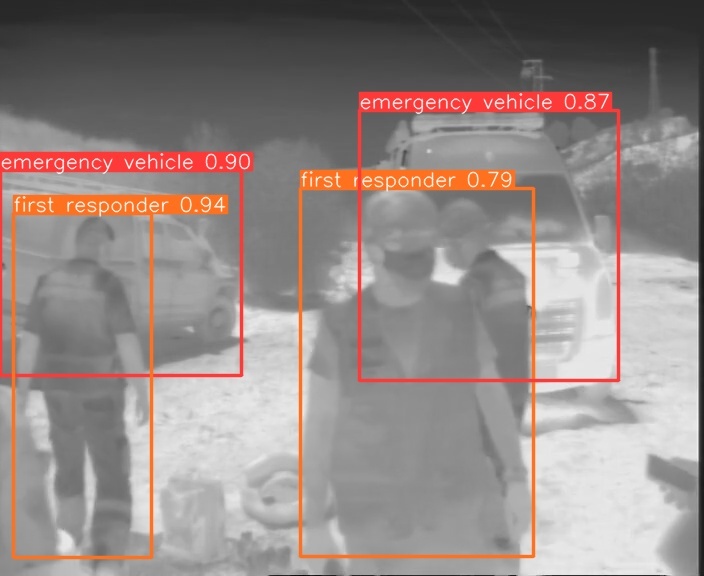 emergency vehicle 0.87
emergency vehicle 0.90
first responder 0.79
first responder 0.94